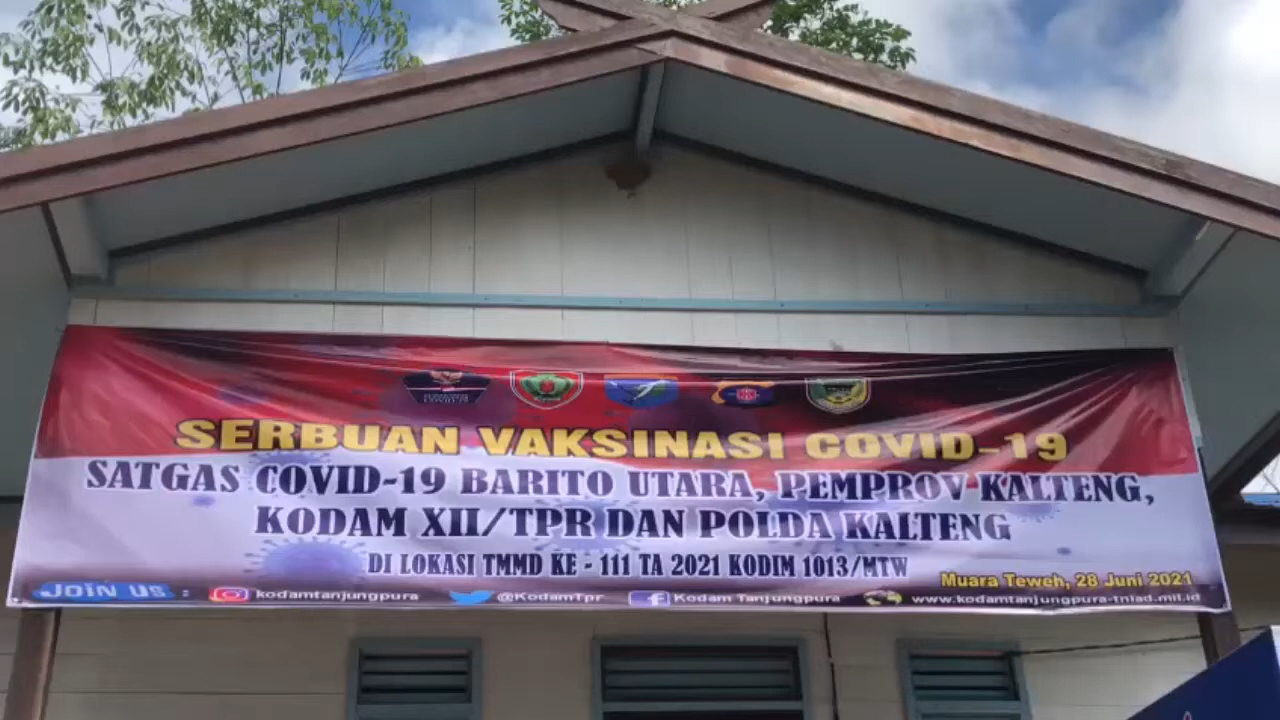 SERBUAN VAKSINASI COVID-19
SATGAS COVID-19 BARITO UTARA, PEMPROV KALTENG,
KODAM XII/TPR DAN POLDA KALTENG
DI LOKASI TMMD KE - 111 TA 2021 KODIM 1013/MTW
Muara Teweh, 28 Juni 2021
JOIN US : kodamtanjungpura @KodamTpr Kodam Tanjungpura www.kodamtanjungpura-tniad.mil.id